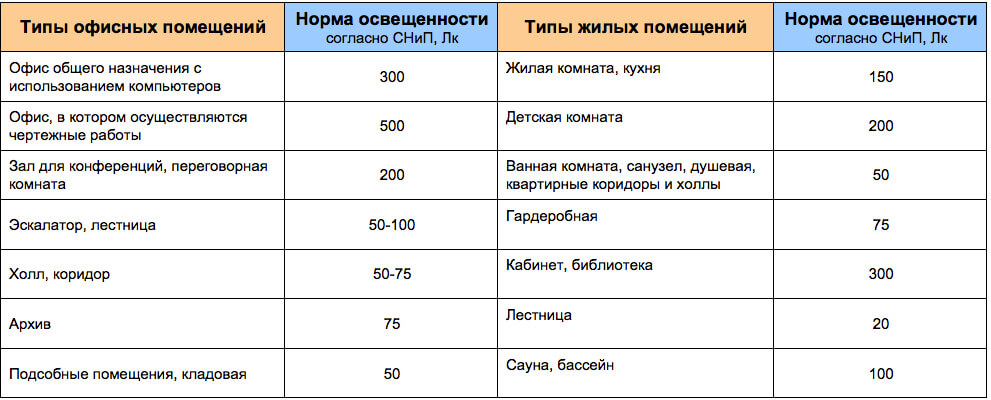 Типы офисных помещений
Норма освещенности
согласно СНиП, Лк
Типы жилых помещений
Норма освещенности
согласно СНиП, Лк
Офис общего назначения с
использованием компьютеров
300
Жилая комната, кухня
150
Офис, в котором осуществляются
чертежные работы
500
Детская комната
200
Зал для конференций, переговорная
комната
200
Ванная комната, санузел, душевая,
квартирные коридоры и холлы
50
Эскалатор, лестница
50-100
Гардеробная
75
Холл, коридор
50-75
Кабинет, библиотека
300
Архив
75
Лестница
20
Подсобные помещения, кладовая
50
Сауна, бассейн
100